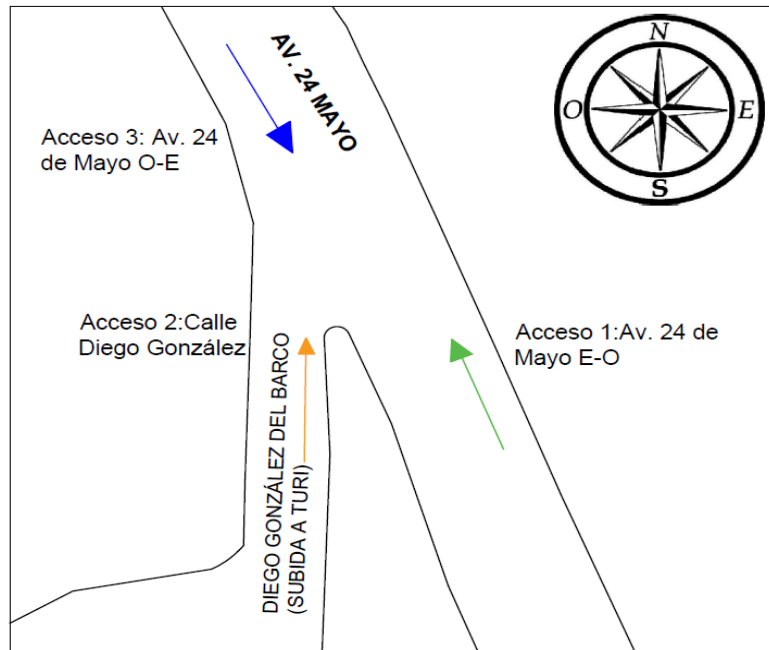 AV. 24 MAYO
N
O
E
S
Acceso 3: Av. 24
de Mayo O-E
Acceso 2:Calle
Diego González
Acceso 1:Av. 24 de
Mayo E-O
DIEGO GONZÁLEZ DEL BARCO
(SUBIDA A TURI)